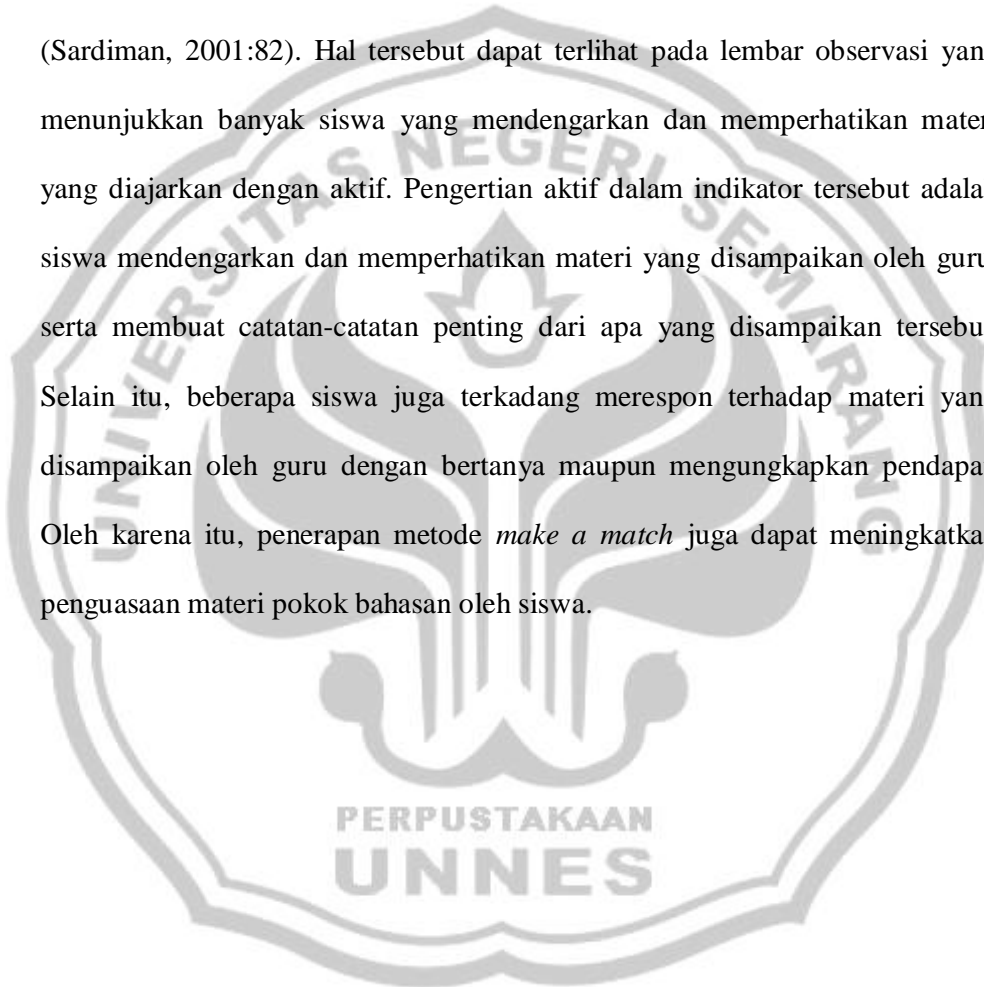 (Sardiman, 2001:82). Hal tersebut dapat terlihat pada lembar observasi yan
menunjukkan banyak siswa yang mendengarkan dan memperhatikan mater
yang diajarkan dengan aktif. Pengertian aktif dalam indikator tersebut adala
siswa mendengarkan dan memperhatikan materi yang disampaikan oleh guru
serta membuat catatan-catatan penting dari apa yang disampaikan tersebu
Selain itu, beberapa siswa juga terkadang merespon terhadap materi yan
disampaikan oleh guru dengan bertanya maupun mengungkapkan pendapa
Oleh karena itu, penerapan metode make a match juga dapat meningkatka
penguasaan materi pokok bahasan oleh siswa.
UNIVERSITAS NEGERI SEMARANG
PERPUSTAKAAN
UNNES